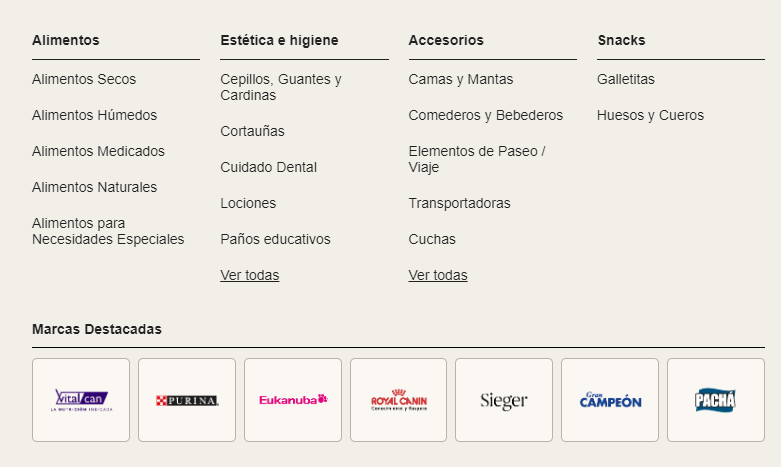 Alimentos
Alimentos Secos
Alimentos Húmedos
Alimentos Medicados
Alimentos Naturales
Alimentos para
Necesidades Especiales
Estética e higiene
Cepillos, Guantes y
Cardinas
Cortauñas
Cuidado Dental
Lociones
Paños educativos
Ver todas
Accesorios
Camas y Mantas
Comederos y Bebederos
Elementos de Paseo /
Viaje
Transportadoras
Cuchas
Ver todas
Snacks
Galletitas
Huesos y Cueros
Marcas Destacadas
Vitalcan
LA NUTRICIÓN INDICADA
PURINA
Eukanuba
ROYAL CANIN
Conocimiento y Respeto
Sieger
Gran
CAMPEÓN
PACHÁ